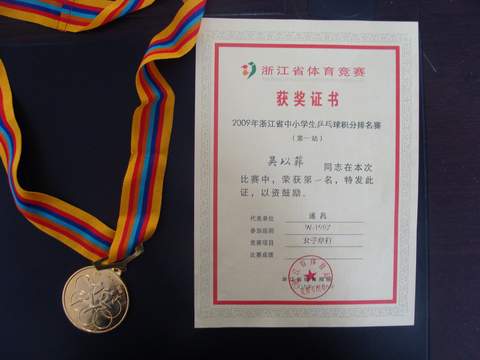 浙江省体育竞赛
获奖证书
2009年浙江省中小学生乒乓球积分排名赛
（第一站）
吴以菲 同志在本次
比赛中，荣获第一名，特发此
证，以资鼓励。
代表单位
参加组别 W-1997
竞赛项目 女子单打
比赛成绩